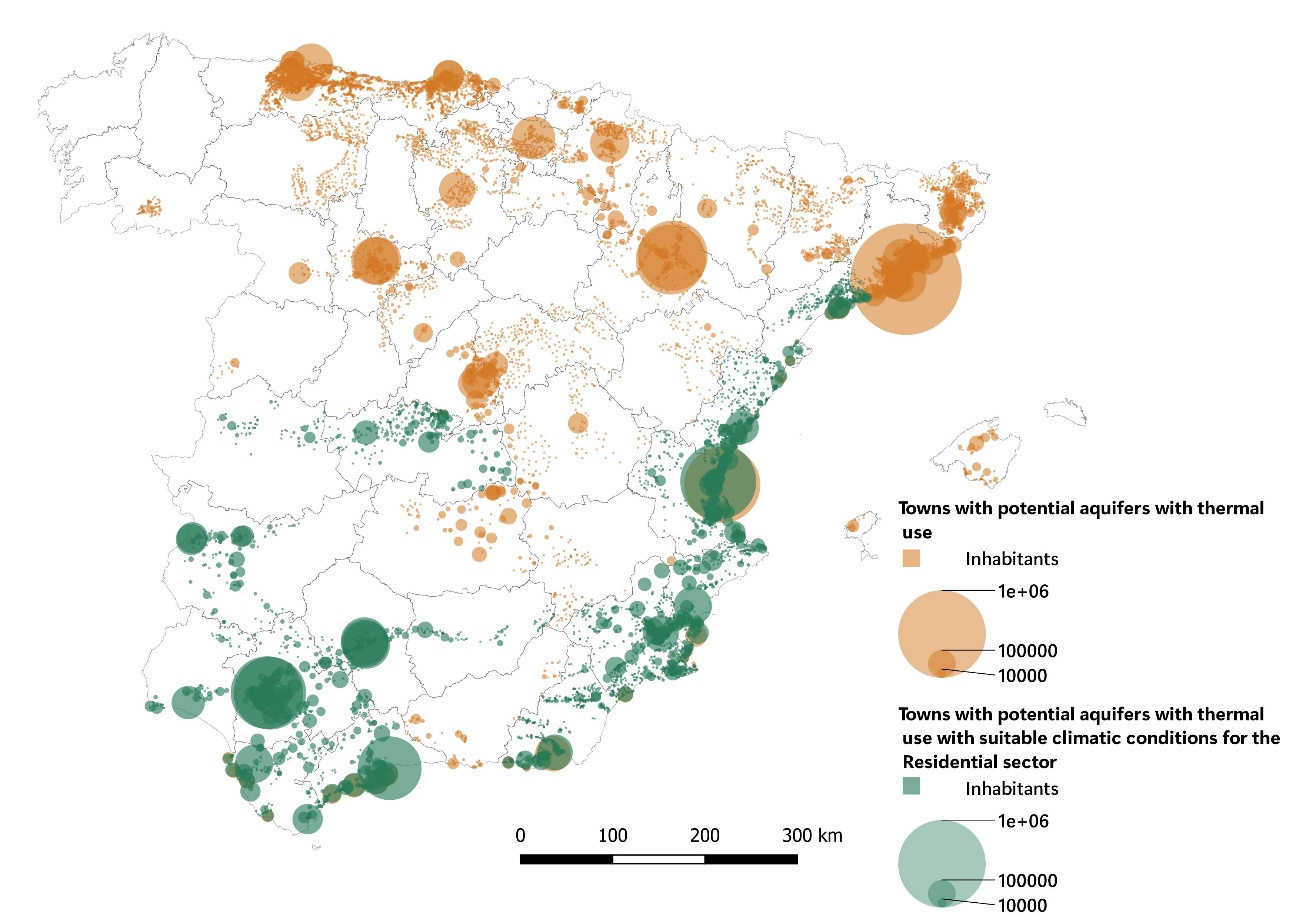 Towns with potential aquifers with thermal
use
Inhabitants
1e+06
100000
10000
Towns with potential aquifers with thermal
use with suitable climatic conditions for the
Residential sector
Inhabitants
1e+06
100000
10000
0 100 200 300 km